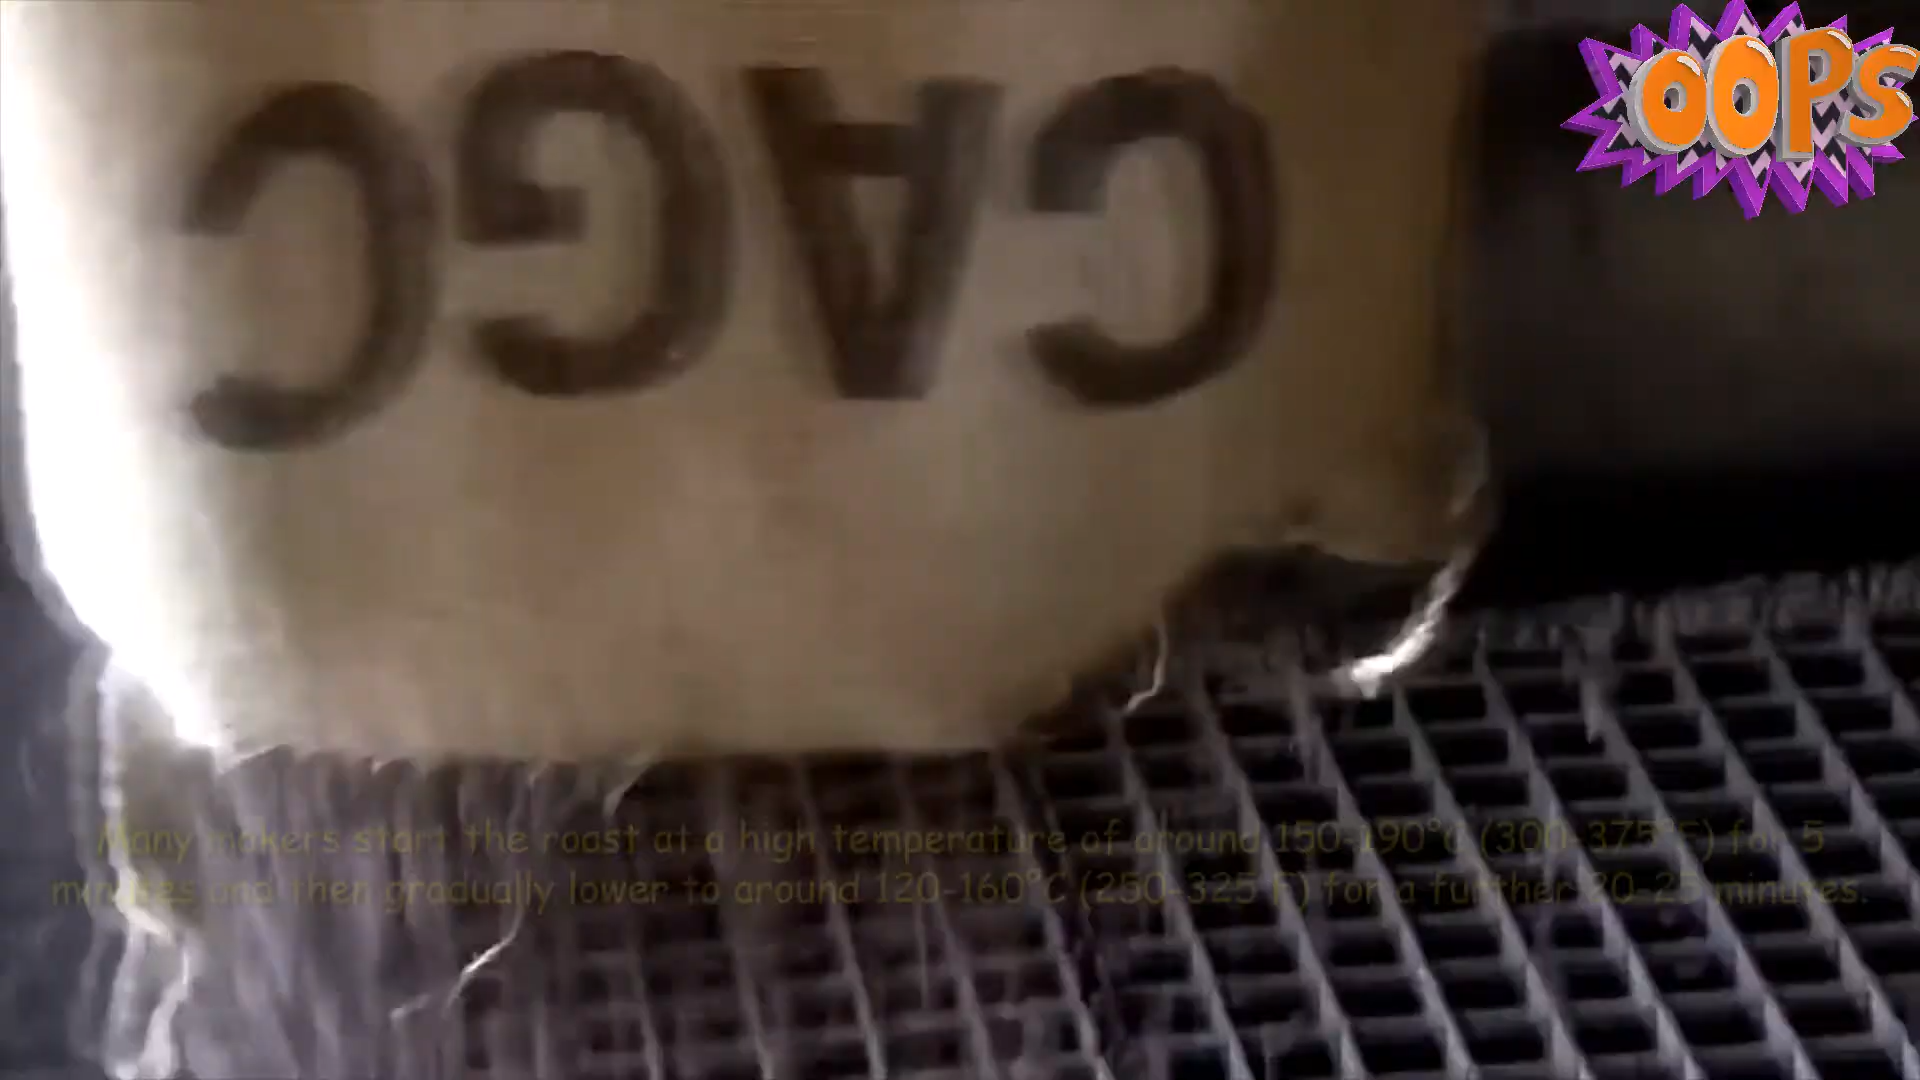 OOPS
CAGC
Many makers start the roast at a high temperature of around 150-190°C (300-375°F) for 5
minutes and then gradually lower to around 120-160°C (250-325°F) for a further 20-25 minutes.